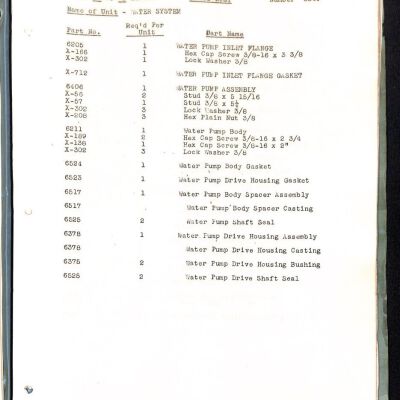 Name of Unit - WATER SYSTEM
Req'd For
Part No. Unit Part Name
6205 1 WATER PUMP INLET FLANGE
X-166 1 Hex Cap Screw 3/8-16 x 3 3/8
X-302 1 Lock Washer 3/8
X-712 1 WATER PUMP INLET FLANGE GASKET
6406 1 WATER PUMP ASSEMBLY
X-56 2 Stud 3/8 x 5 15/16
X-57 1 Stud 3/8 x 5½
X-302 3 Lock Washer 3/8
X-208 3 Hex Plain Nut 3/8
6211 1 Water Pump Body
X-189 2 Hex Cap Screw 3/8-16 x 2 3/4
X-138 1 Hex Cap Screw 3/8-16 x 2"
X-302 3 Lock Washer 3/8
6524 1 Water Pump Body Gasket
6523 1 Water Pump Drive Housing Gasket
6517 1 Water Pump Body Spacer Assembly
6517 Water Pump Body Spacer Casting
6525 2 Water Pump Shaft Seal
6378 1 Water Pump Drive Housing Assembly
6378 Water Pump Drive Housing Casting
6375 2 Water Pump Drive Housing Bushing
6525 2 Water Pump Drive Shaft Seal